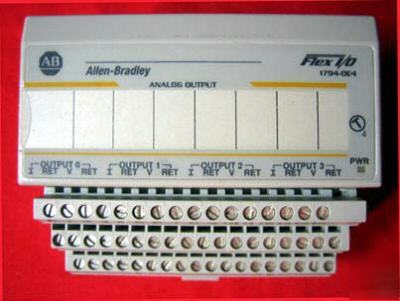 AB
Allen-Bradley
Flex I/O
1794-OE4
ANALOG OUTPUT
4
OUTPUT 0 OUTPUT 1 OUTPUT 2 OUTPUT 3 PWR
I RET V RET I RET V RET I RET V RET I RET V RET